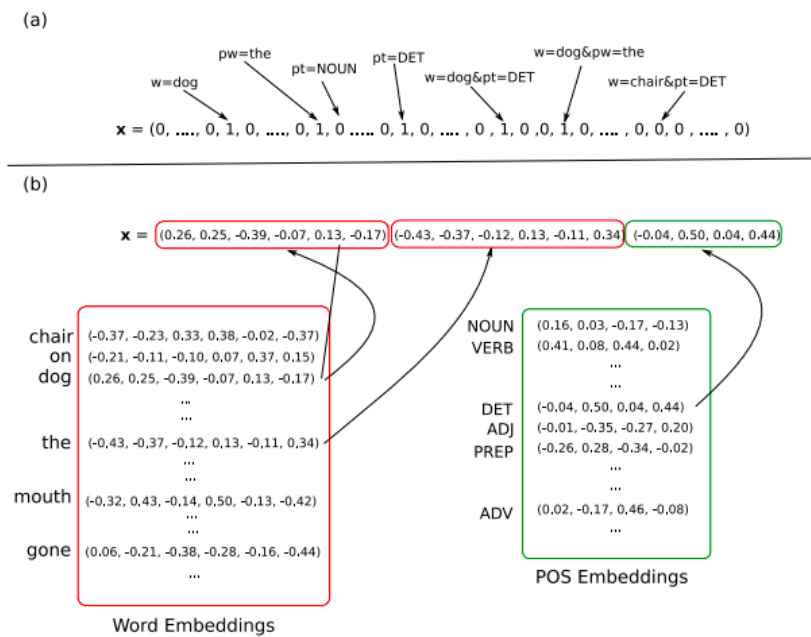 (a)
pw=the
w=dog&pw=the
pt=DET
pt=NOUN
w=dog&pt=DET
w=chair&pt=DET
w=dog
x = (0, ...., 0, 1, 0, ...., 0, 1, 0 ..... 0, 1, 0, .... , 0 , 1, 0 ,0, 1, 0, .... , 0, 0, 0 , .... , 0)
(b)
x = (0.26, 0.25, -0.39, -0.07, 0.13, -0.17) (-0.43, -0.37, -0.12, 0.13, -0.11, 0.34) (-0.04, 0.50, 0.04, 0.44)
chair (-0.37, -0.23, 0.33, 0.38, -0.02, -0.37)
on (-0.21, -0.11, -0.10, 0.07, 0.37, 0.15)
dog (0.26, 0.25, -0.39, -0.07, 0.13, -0.17)
...
...
the (-0.43, -0.37, -0.12, 0.13, -0.11, 0.34)
...
...
mouth (-0.32, 0.43, -0.14, 0.50, -0.13, -0.42)
...
...
gone (0.06, -0.21, -0.38, -0.28, -0.16, -0.44)
...
Word Embeddings
NOUN (0.16, 0.03, -0.17, -0.13)
VERB (0.41, 0.08, 0.44, 0.02)
...
...
DET (-0.04, 0.50, 0.04, 0.44)
ADJ (-0.01, -0.35, -0.27, 0.20)
PREP (-0.26, 0.28, -0.34, -0.02)
...
...
ADV (0.02, -0.17, 0.46, -0.08)
...
POS Embeddings